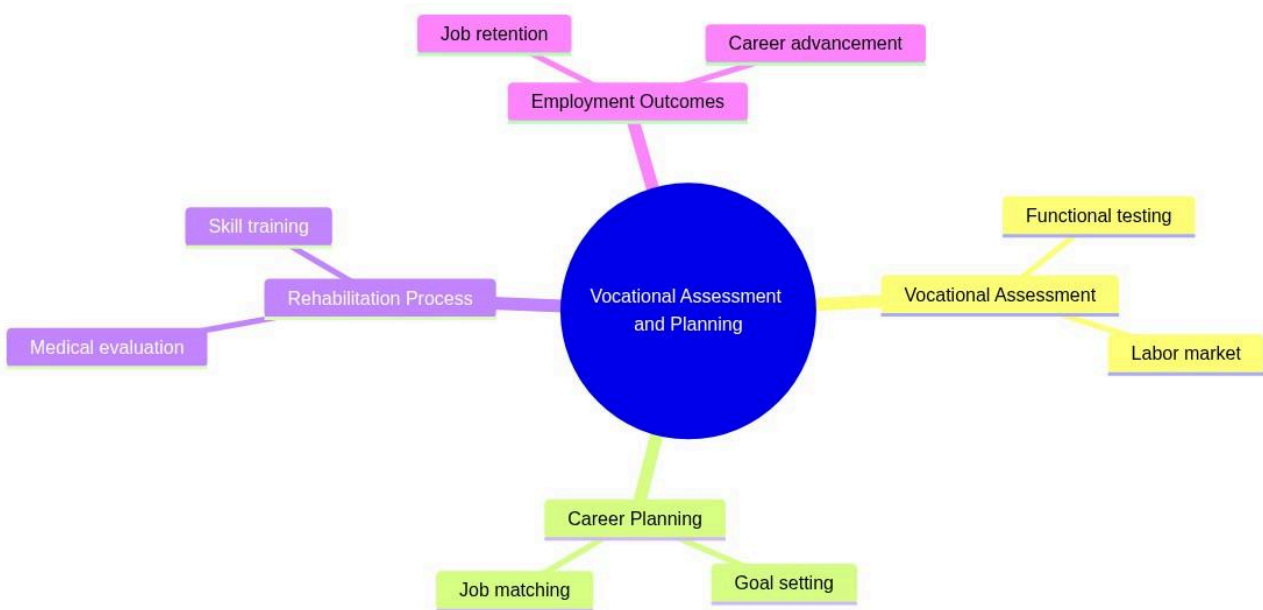 Job retention
Career advancement
Employment Outcomes
Skill training
Functional testing
Rehabilitation Process
Vocational Assessment
and Planning
Vocational Assessment
Medical evaluation
Labor market
Career Planning
Job matching
Goal setting